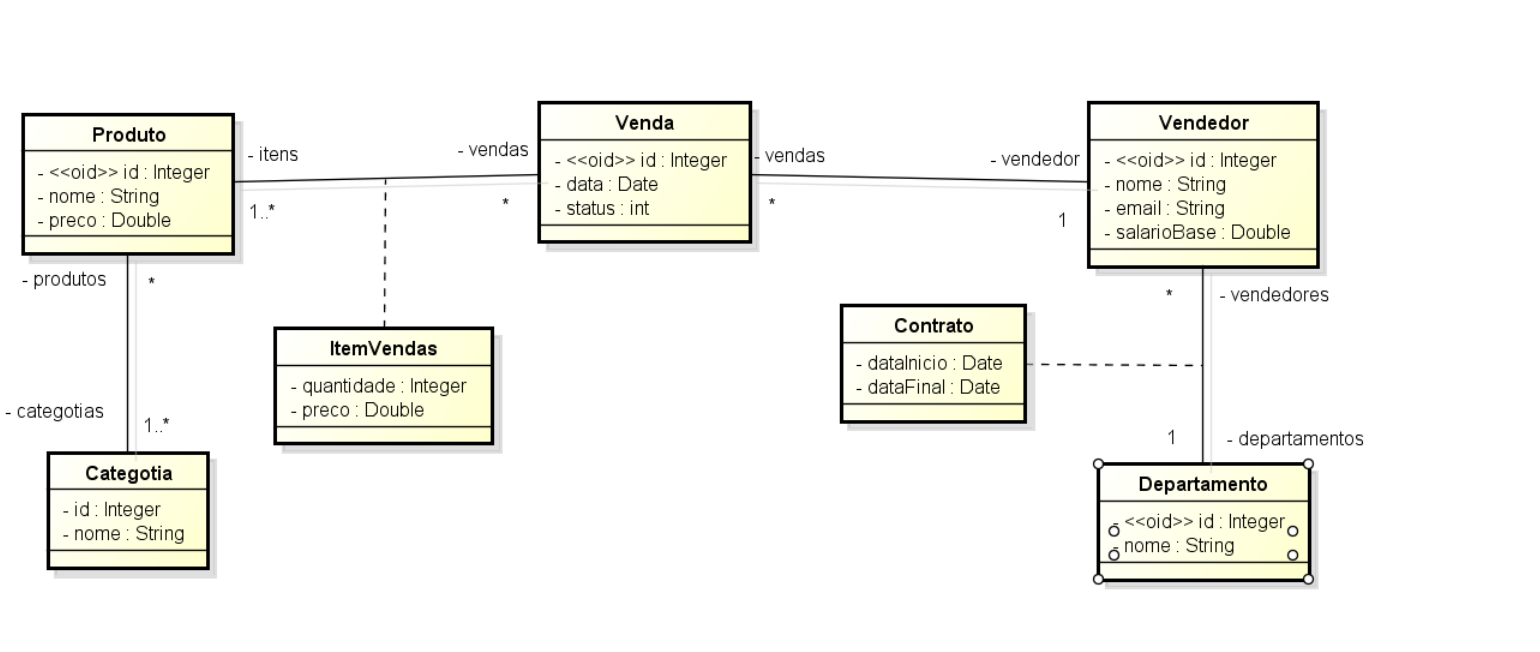 Produto
- <<oid>> id : Integer
- nome : String
- preco : Double
- itens
1..*
- vendas
*
Venda
- <<oid>> id : Integer
- data : Date
- status : int
- vendas
*
- vendedor
1
Vendedor
- <<oid>> id : Integer
- nome : String
- email : String
- salarioBase : Double
- produtos
*
- categotias
1..*
Categotia
- id : Integer
- nome : String
ItemVendas
- quantidade : Integer
- preco : Double
Contrato
- dataInicio : Date
- dataFinal : Date
*
- vendedores
1
- departamentos
Departamento
- <<oid>> id : Integer
- nome : String